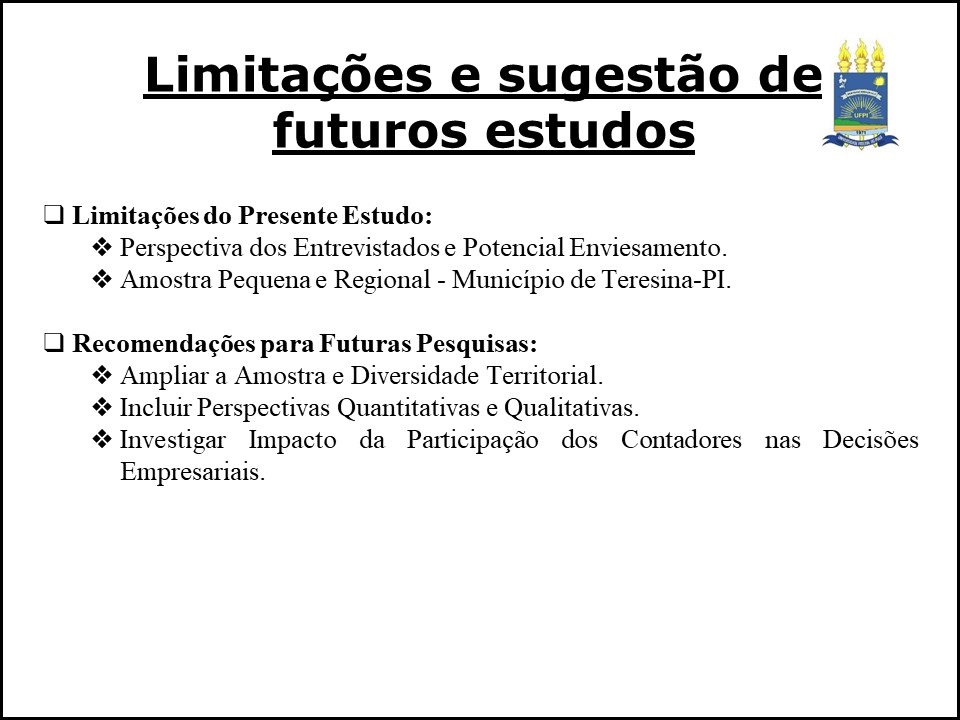 Limitações e sugestão de
futuros estudos
UFPI
1971
❑ Limitações do Presente Estudo:
❖ Perspectiva dos Entrevistados e Potencial Enviesamento.
❖ Amostra Pequena e Regional - Município de Teresina-PI.
❑ Recomendações para Futuras Pesquisas:
❖ Ampliar a Amostra e Diversidade Territorial.
❖ Incluir Perspectivas Quantitativas e Qualitativas.
❖ Investigar Impacto da Participação dos Contadores nas Decisões
Empresariais.